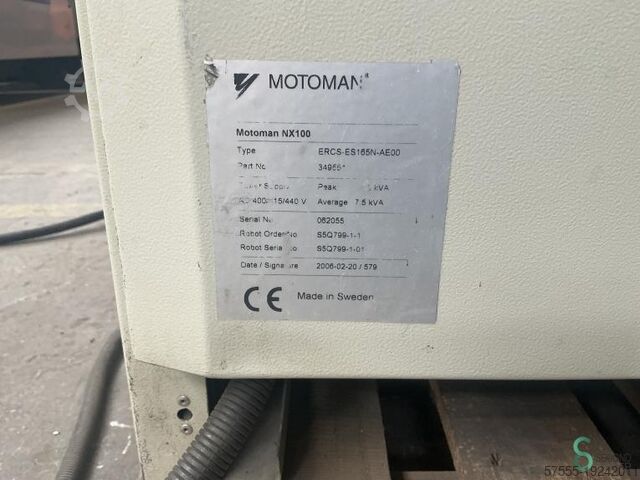 MOTOMAN®
Motoman NX100
Type ERCS-ES165N-AE00
Part No
Supply Peak kVA
/440 V Average 7.5 kVA
Serial No 062055
Robot Order No S5Q799-1-1
Robot Serial No S5Q799-1-01
Date / Signature 2006-02-20 / 579
CE Made in Sweden